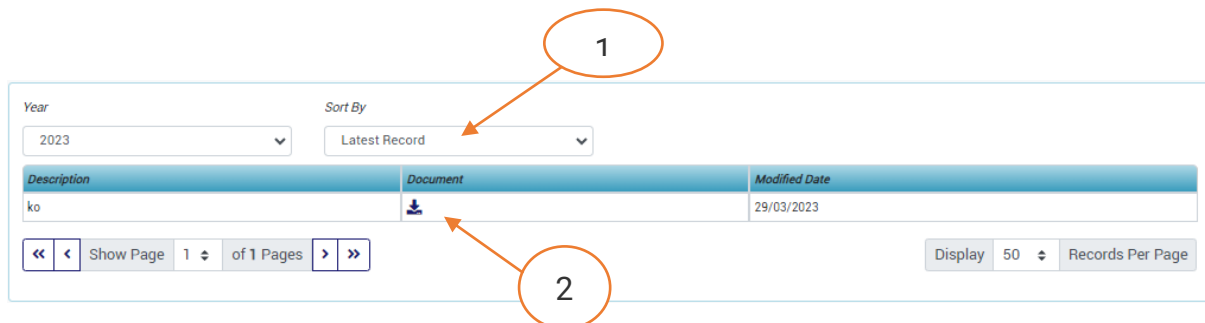 1
Year Sort By
2023 Latest Record
Description Document Modified Date
ko 29/03/2023
« < Show Page 1 of 1 Pages > » Display 50 Records Per Page
2